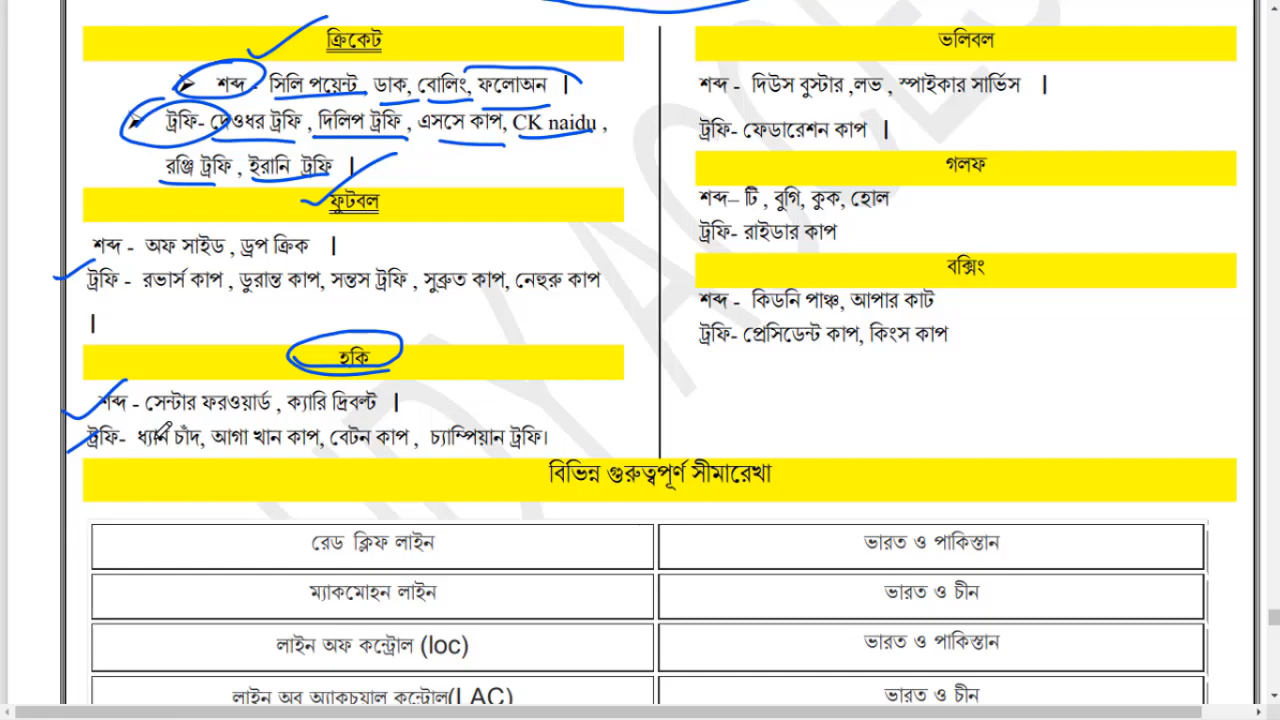 ক্রিকেট
➤ শব্দ - সিলি পয়েন্ট ডাক, বোলিং, ফলোঅন |
➤ ট্রফি- দেওধর ট্রফি , দিলিপ ট্রফি , এসসে কাপ, CK naidu ,
রঞ্জি ট্রফি , ইরানি ট্রফি |
ফুটবল
শব্দ - অফ সাইড , ড্রপ ক্রিক |
ট্রফি - রভার্স কাপ , ডুরান্ত কাপ, সন্তস ট্রফি , সুব্রুত কাপ, নেহুরু কাপ
|
হকি
শব্দ - সেন্টার ফরওয়ার্ড , ক্যারি দ্রিবল্ট |
ট্রফি- ধ্যান চাঁদ, আগা খান কাপ, বেটন কাপ , চ্যাম্পিয়ান ট্রফি।
ভলিবল
শব্দ - দিউস বুস্টার ,লভ , স্পাইকার সার্ভিস |
ট্রফি- ফেডারেশন কাপ |
গলফ
শব্দ– টি , বুগি, কুক, হোল
ট্রফি- রাইডার কাপ
বক্সিং
শব্দ - কিডনি পাঞ্চ, আপার কাট
ট্রফি- প্রেসিডেন্ট কাপ, কিংস কাপ
বিভিন্ন গুরুত্বপূর্ণ সীমারেখা
রেড ক্লিফ লাইন ভারত ও পাকিস্তান
ম্যাকমোহন লাইন ভারত ও চীন
লাইন অফ কন্ট্রোল (loc) ভারত ও পাকিস্তান
লাইন অব অ্যাকচুয়াল কন্ট্রোল(LAC) ভারত ও চীন